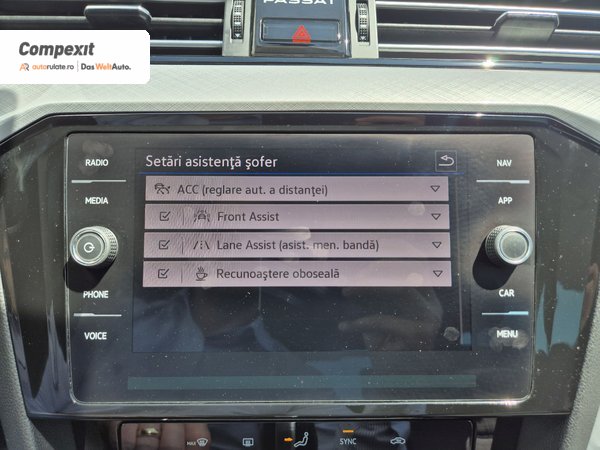 PASSAT
Compexit
AR autorulate.ro | Das WeltAuto.
Setări asistenţă şofer
RADIO
NAV
ACC (reglare aut. a distanţei)
MEDIA
APP
Front Assist
Lane Assist (asist. men. bandă)
Recunoaştere oboseală
PHONE
CAR
VOICE
MENU
MAX
SYNC